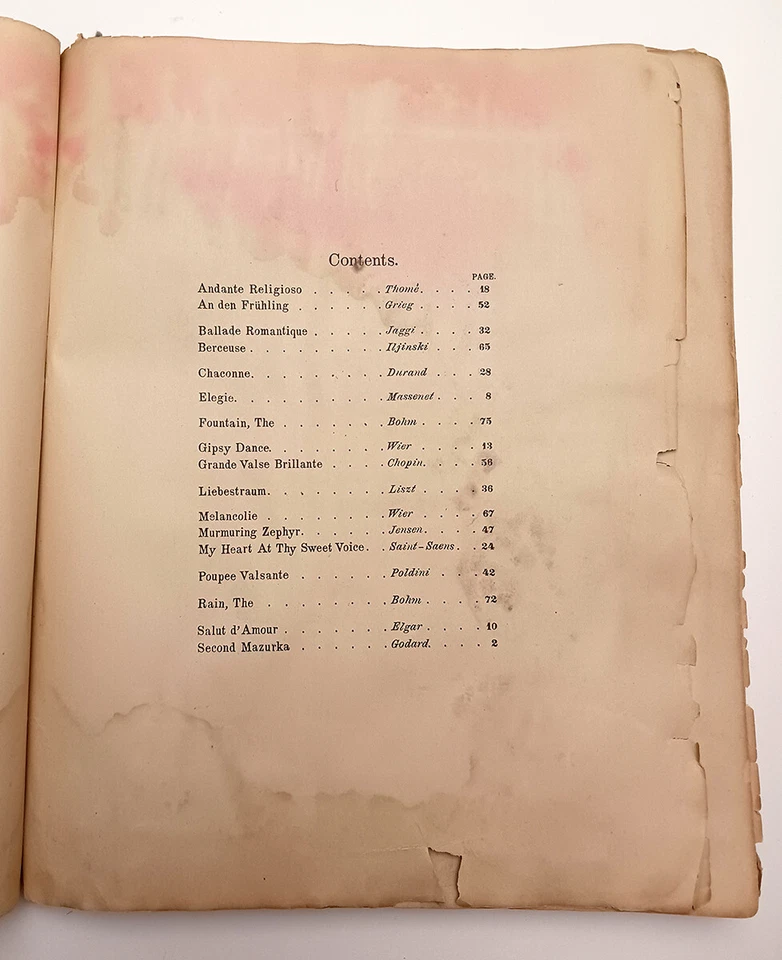 Contents.
PAGE.
Andante Religioso . . . . . Thomé. . . . 18
An den Frühling . . . . . . Grieg . . . . 52
Ballade Romantique . . . . . Jaggi . . . . 32
Berceuse . . . . . . . . . Iljinski . . . 65
Chaconne. . . . . . . . . Durand . . . 28
Elegie. . . . . . . . . . Massenet . . . 8
Fountain, The . . . . . . . Bohm . . . . 75
Gipsy Dance. . . . . . . . Wier . . . . 13
Grande Valse Brillante . . . . Chopin. . . . 56
Liebestraum. . . . . . . . Liszt . . . . 36
Melancolie . . . . . . . . Wier . . . . 67
Murmuring Zephyr. . . . . . Jensen. . . . 47
My Heart At Thy Sweet Voice. . Saint-Saens. . 24
Poupee Valsante . . . . . . Poldini . . . 42
Rain, The . . . . . . . . Bohm . . . . 72
Salut d'Amour . . . . . . . Elgar . . . . 10
Second Mazurka . . . . . . Godard. . . . 2